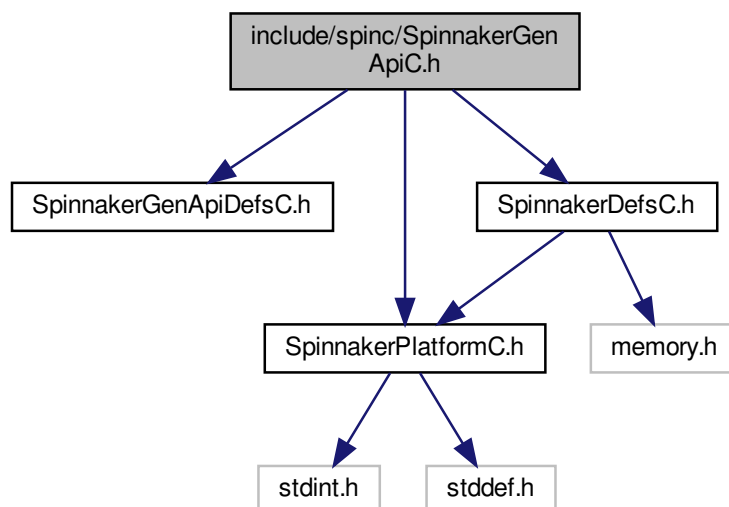 include/spinc/SpinnakerGen
ApiC.h
SpinnakerGenApiDefsC.h
SpinnakerDefsC.h
SpinnakerPlatformC.h
memory.h
stdint.h
stddef.h